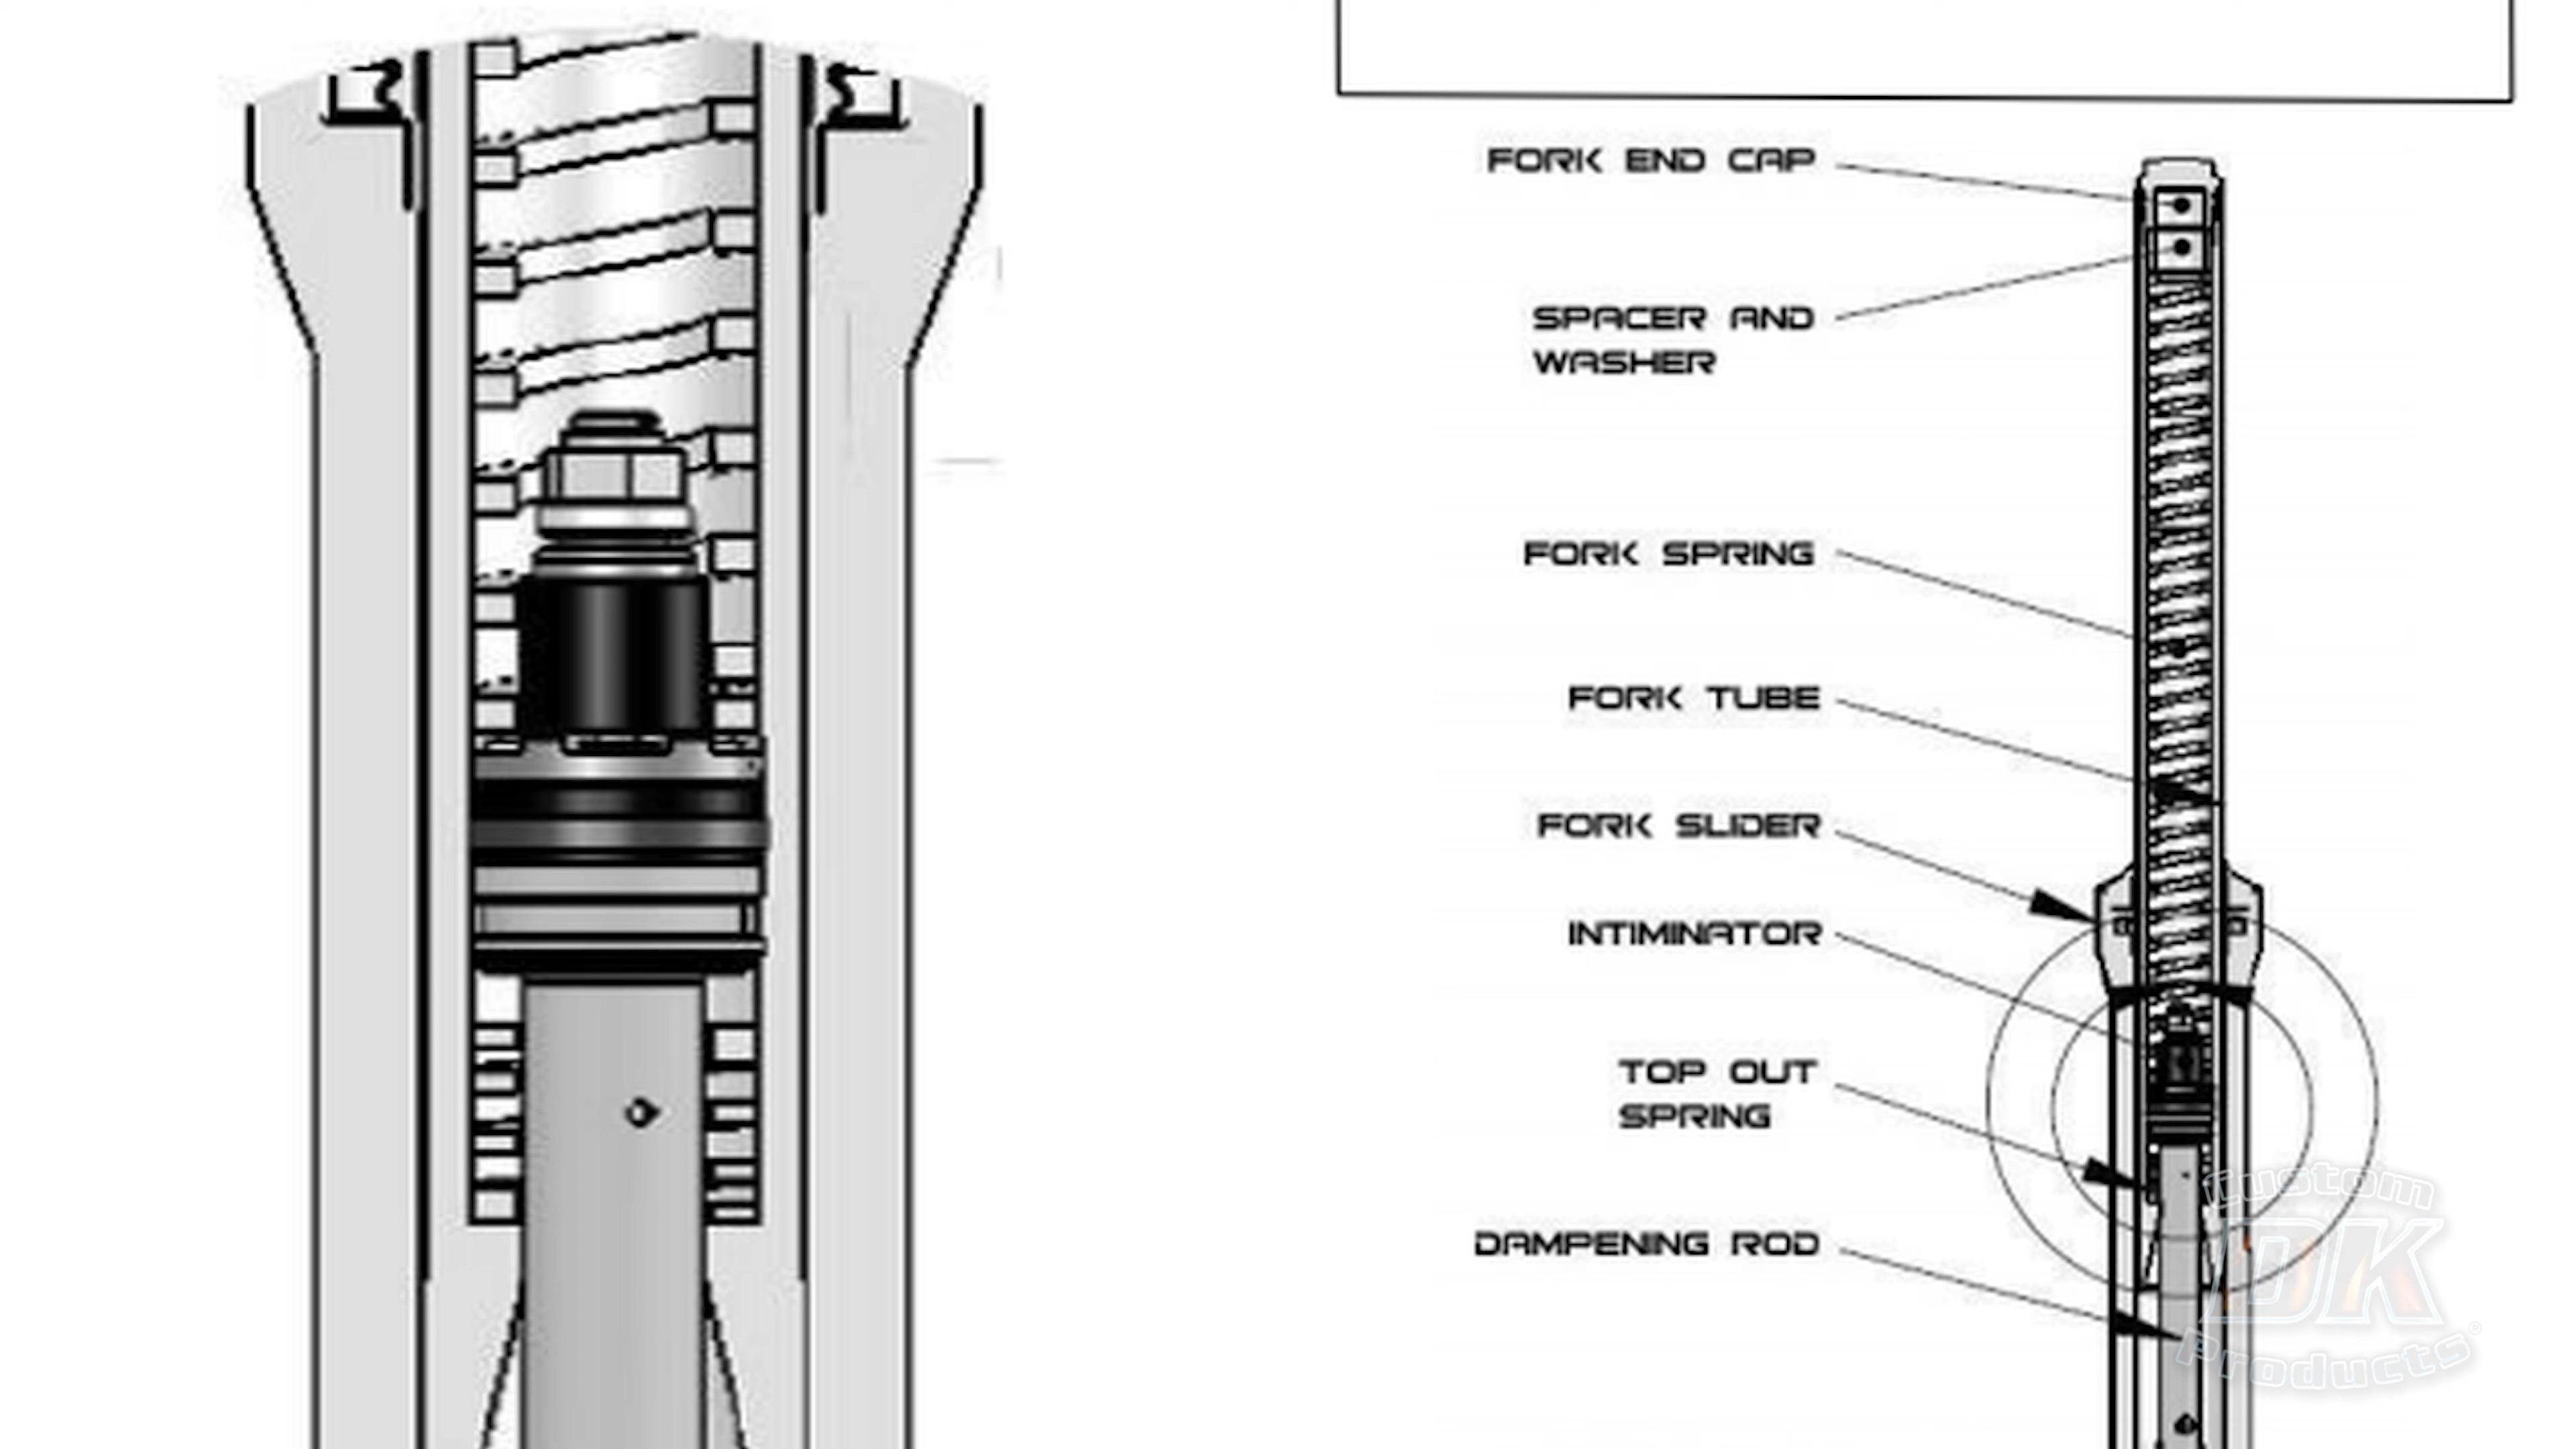 FORK END CAP
SPACER AND
WASHER
FORK SPRING
FORK TUBE
FORK SLIDER
INTIMINATOR
TOP OUT
SPRING
DAMPENING ROD
custom
DK
products